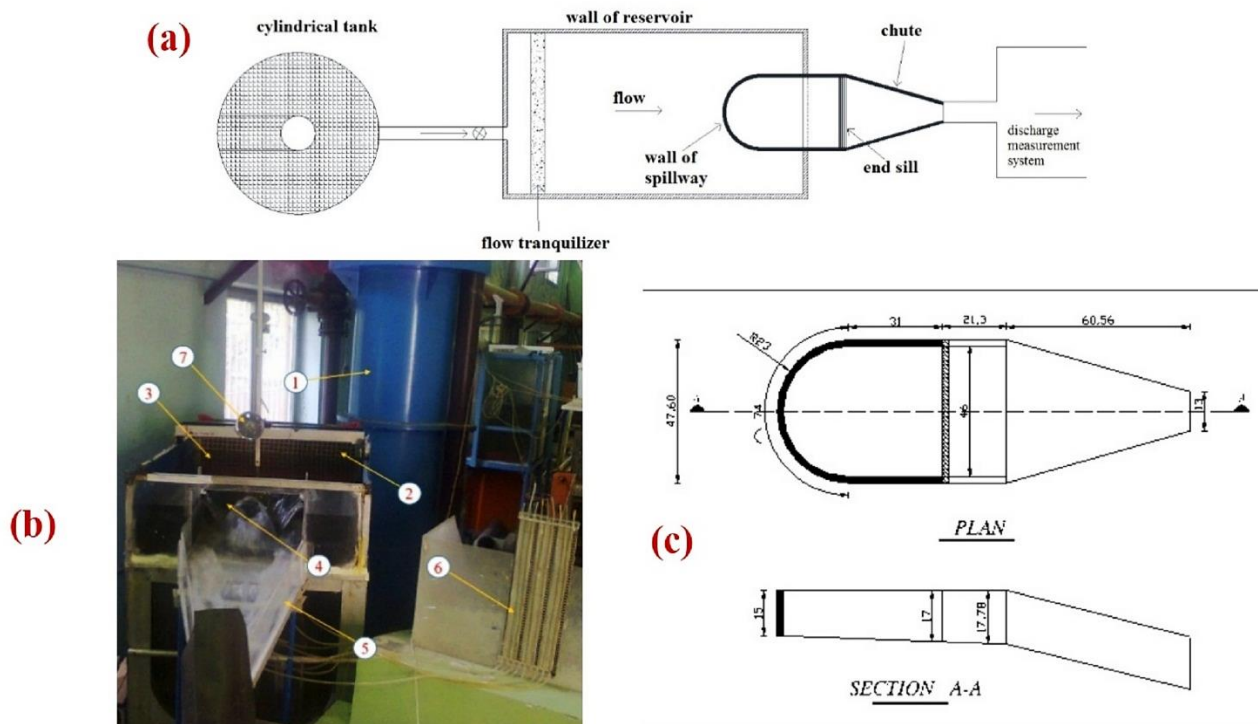 (a)
cylindrical tank
wall of reservoir
chute
flow
wall of
spillway
end sill
discharge
measurement
system
flow tranquilizer
(b)
7
3
1
2
4
6
5
(c)
31
21,3
60,56
R23
47,60
74
46
13
A
PLAN
15
17
17,78
SECTION A-A